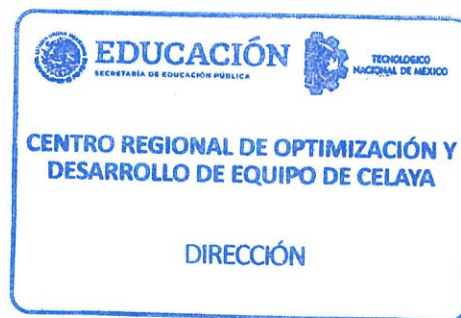 EDUCACIÓN
SECRETARÍA DE EDUCACIÓN PÚBLICA
TECNOLÓGICO
NACIONAL DE MÉXICO
CENTRO REGIONAL DE OPTIMIZACIÓN Y
DESARROLLO DE EQUIPO DE CELAYA
DIRECCIÓN